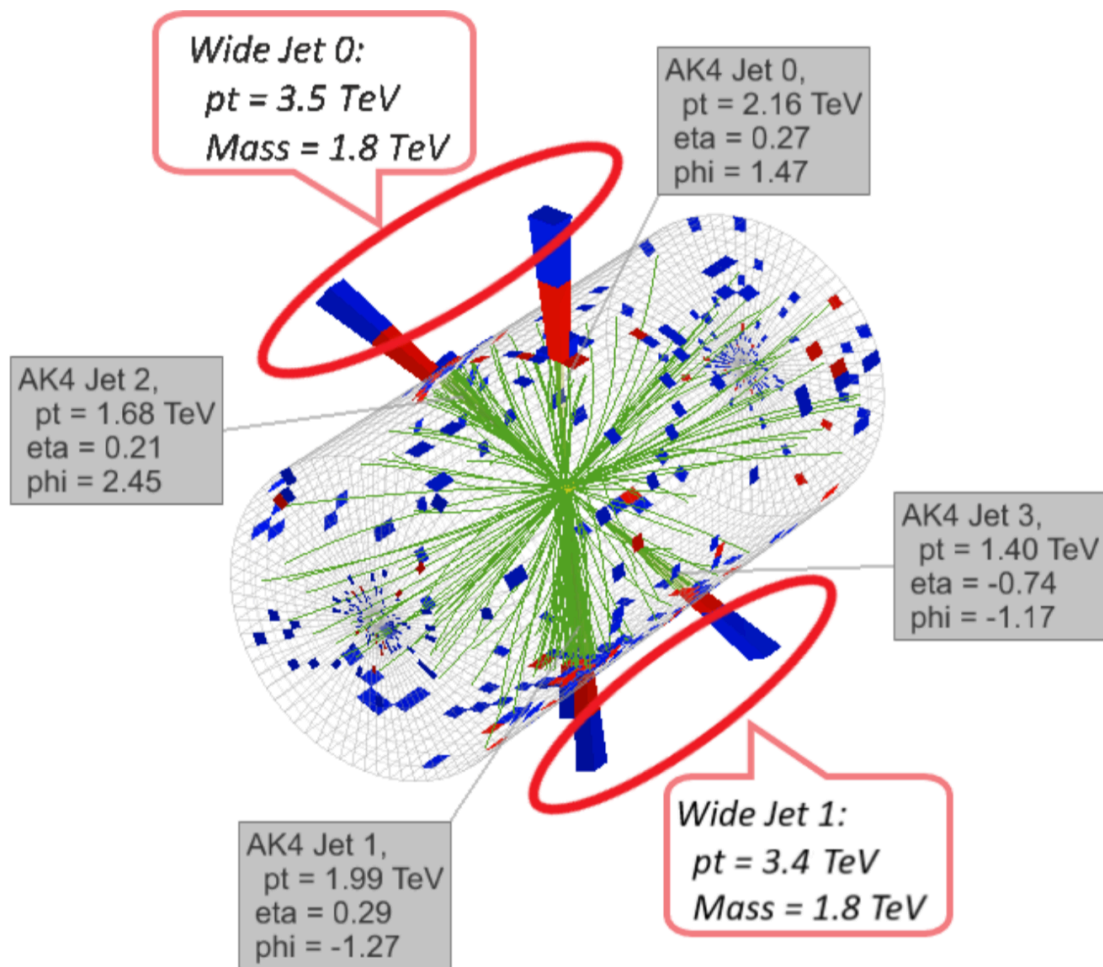 Wide Jet 0:
pt = 3.5 TeV
Mass = 1.8 TeV
AK4 Jet 0,
pt = 2.16 TeV
eta = 0.27
phi = 1.47
AK4 Jet 2,
pt = 1.68 TeV
eta = 0.21
phi = 2.45
AK4 Jet 3,
pt = 1.40 TeV
eta = -0.74
phi = -1.17
Wide Jet 1:
pt = 3.4 TeV
Mass = 1.8 TeV
AK4 Jet 1,
pt = 1.99 TeV
eta = 0.29
phi = -1.27